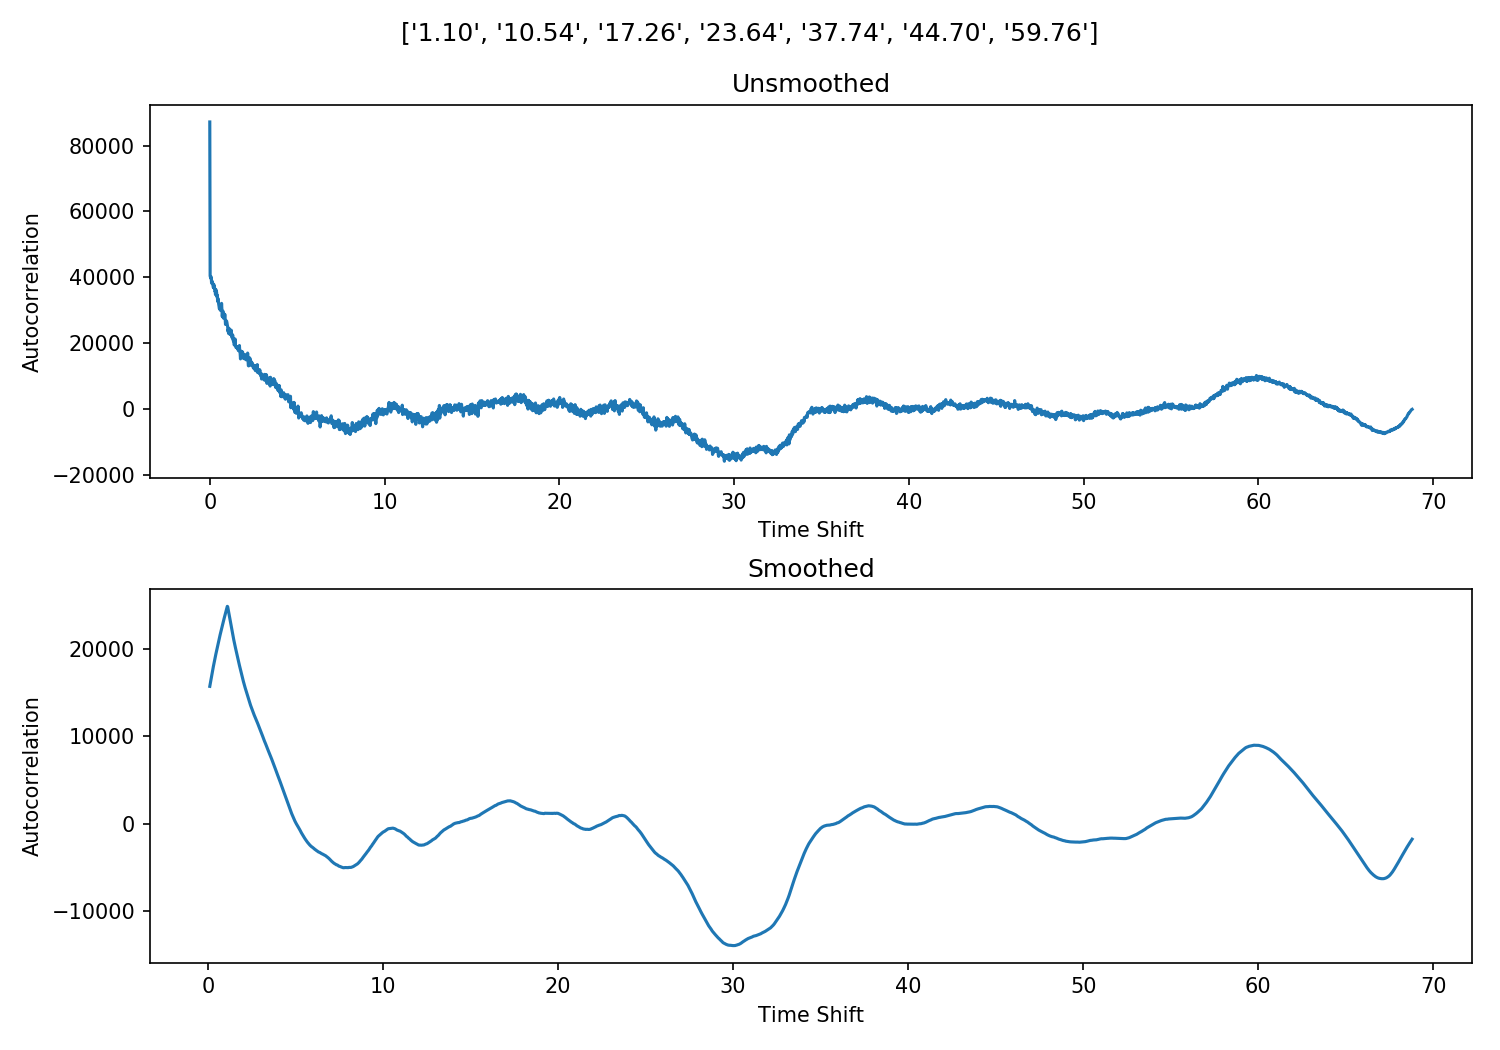 ['1.10', '10.54', '17.26', '23.64', '37.74', '44.70', '59.76']
Unsmoothed
Autocorrelation
80000
60000
40000
20000
0
−20000
0 10 20 30 40 50 60 70
Time Shift
Smoothed
Autocorrelation
20000
10000
0
−10000
0 10 20 30 40 50 60 70
Time Shift